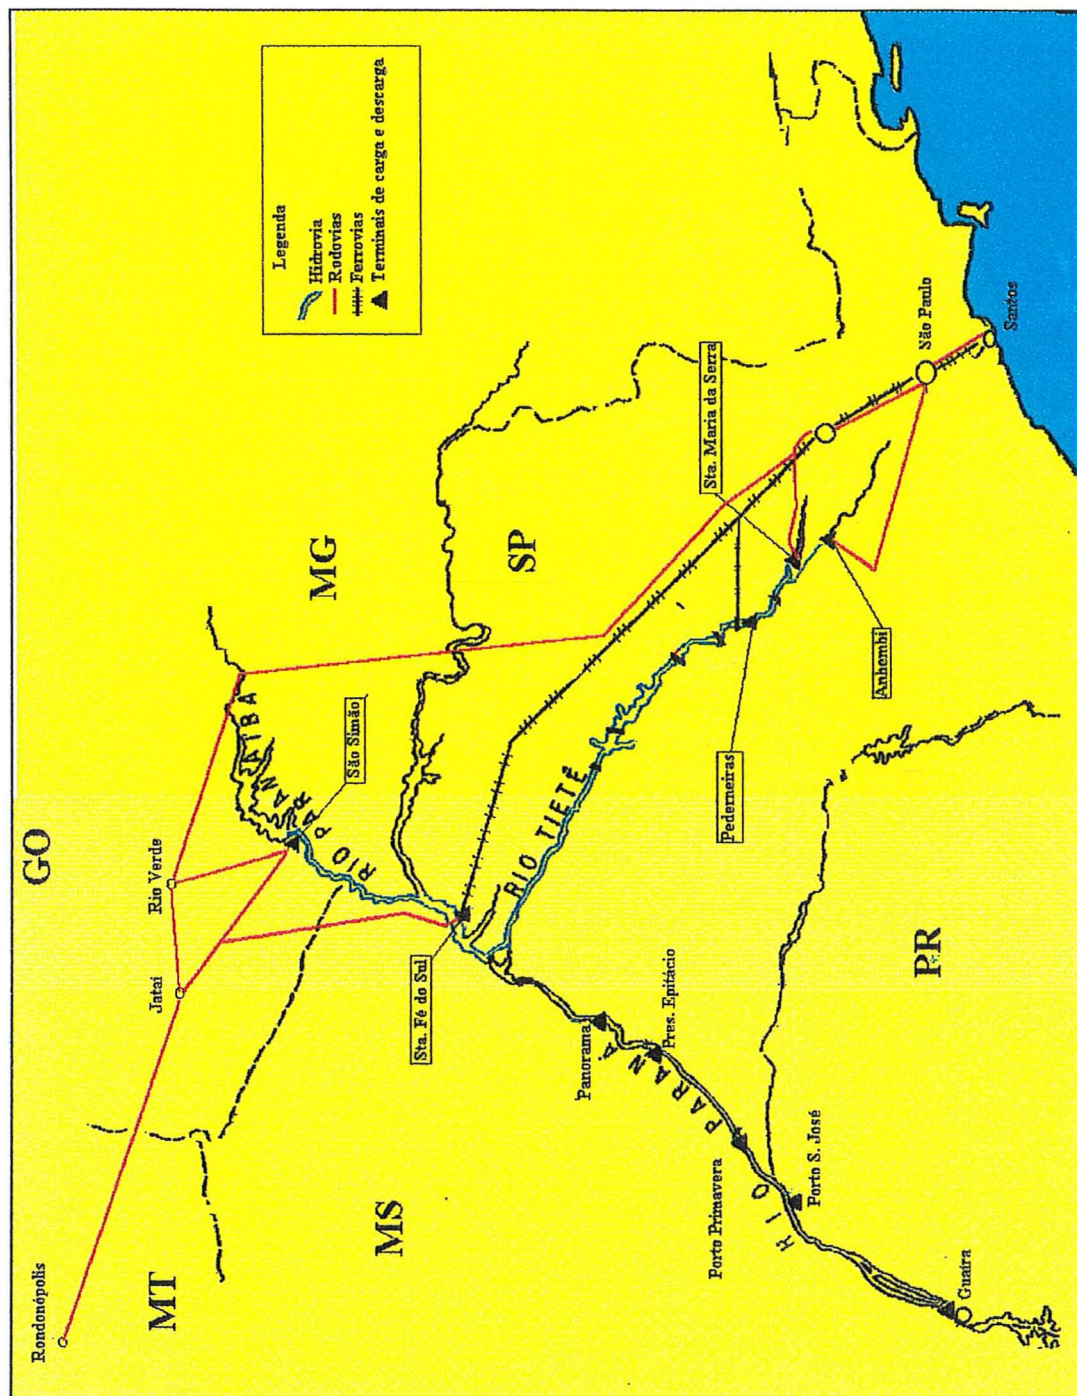 Legenda
Hidrovia
Rodovias
Ferrovias
Terminais de carga e descarga
GO
MG
SP
MT
MS
PR
Rondonópolis
Jataí
Rio Verde
São Simão
RIO PARANAIBA
Sta. Fé do Sul
RIO TIETÊ
Sta. Maria da Serra
São Paulo
Santos
Pederneiras
Anhembi
Panorama
Pres. Epitácio
RIO PARANÁ
Porto Primavera
Porto S. José
Guaíra